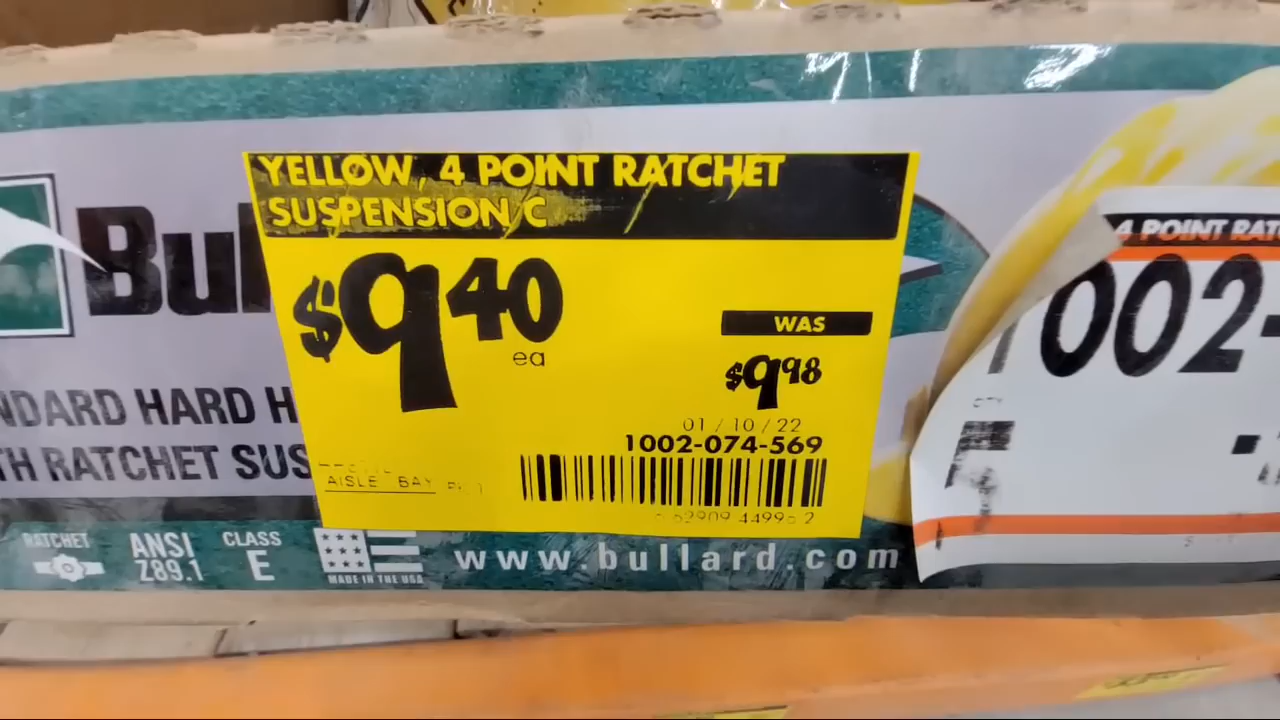 YELLOW, 4 POINT RATCHET
SUSPENSION C
$9 40
ea
WAS
$9 98
01/10/22
1002-074-569
AISLE BAY
Bul
NDARD HARD H
TH RATCHET SUS
4 POINT RAT
1002-
QTY
RATCHET
ANSI
Z89.1
CLASS
E
MADE IN THE USA
www.bullard.com